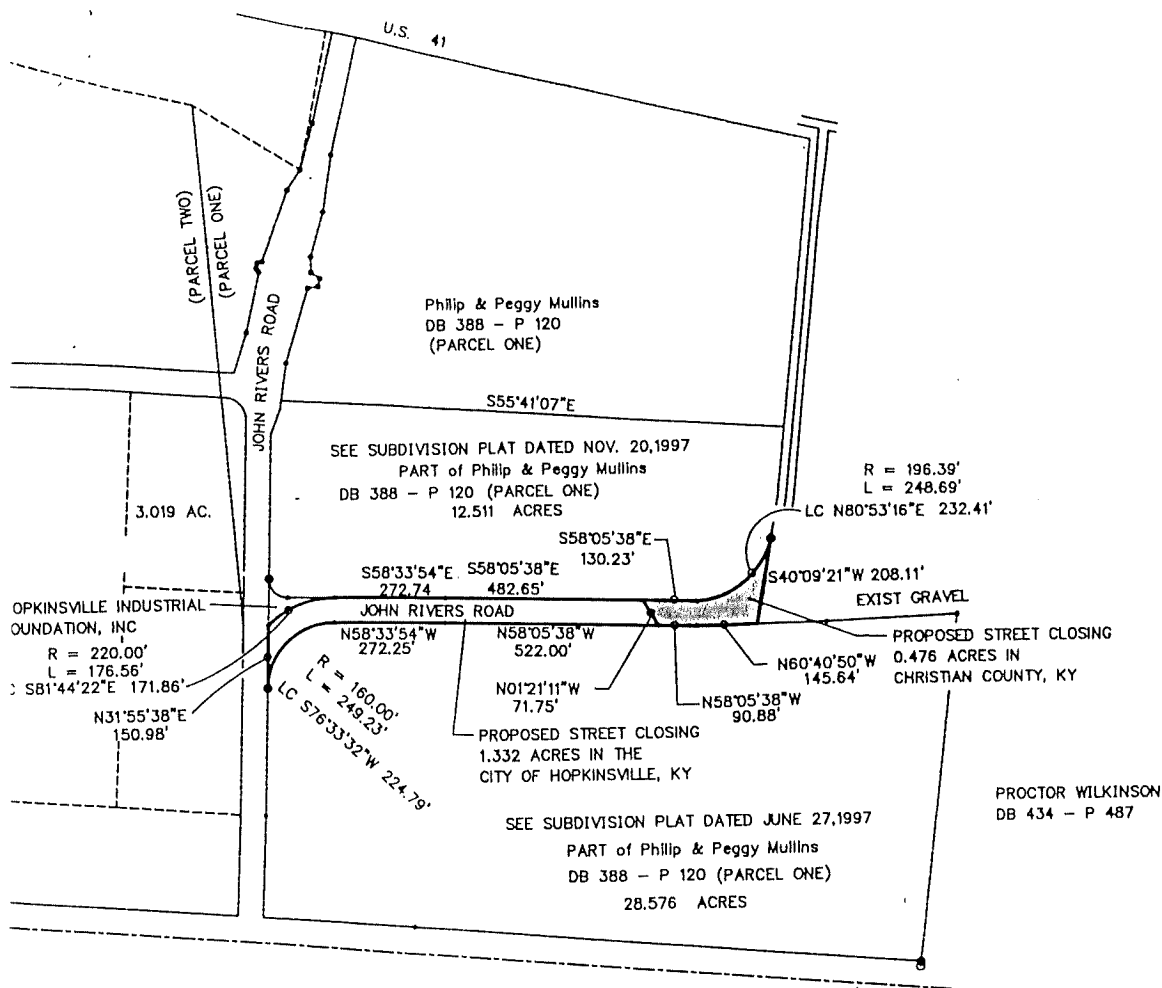 U.S. 41
(PARCEL TWO)
(PARCEL ONE)
JOHN RIVERS ROAD
Philip & Peggy Mullins
DB 388 - P 120
(PARCEL ONE)
S55°41'07"E
SEE SUBDIVISION PLAT DATED NOV. 20,1997
PART of Philip & Peggy Mullins
DB 388 - P 120 (PARCEL ONE)
12.511 ACRES
R = 196.39'
L = 248.69'
LC N80°53'16"E 232.41'
3.019 AC.
S58°05'38"E
130.23'
S58°33'54"E
272.74
S58°05'38"E
482.65'
S40°09'21"W 208.11'
EXIST GRAVEL
JOHN RIVERS ROAD
OPKINSVILLE INDUSTRIAL
OUNDATION, INC
R = 220.00'
L = 176.56'
C S81°44'22"E 171.86'
N31°55'38"E
150.98'
N58°33'54"W
272.25'
N58°05'38"W
522.00'
R = 160.00'
L = 249.23'
LC S76°33'32"W 224.79'
N01°21'11"W
71.75'
N58°05'38"W
90.88'
N60°40'50"W
145.64'
PROPOSED STREET CLOSING
0.476 ACRES IN
CHRISTIAN COUNTY, KY
PROPOSED STREET CLOSING
1.332 ACRES IN THE
CITY OF HOPKINSVILLE, KY
PROCTOR WILKINSON
DB 434 - P 487
SEE SUBDIVISION PLAT DATED JUNE 27,1997
PART of Philip & Peggy Mullins
DB 388 - P 120 (PARCEL ONE)
28.576 ACRES